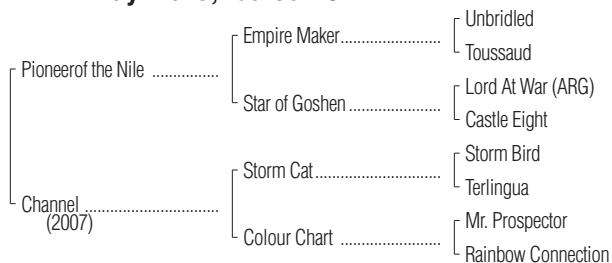 Unbridled
Empire Maker
Toussaud
Pioneerof the Nile
Lord At War (ARG)
Star of Goshen
Castle Eight
Storm Bird
Storm Cat
Terlingua
Channel
(2007)
Mr. Prospector
Colour Chart
Rainbow Connection